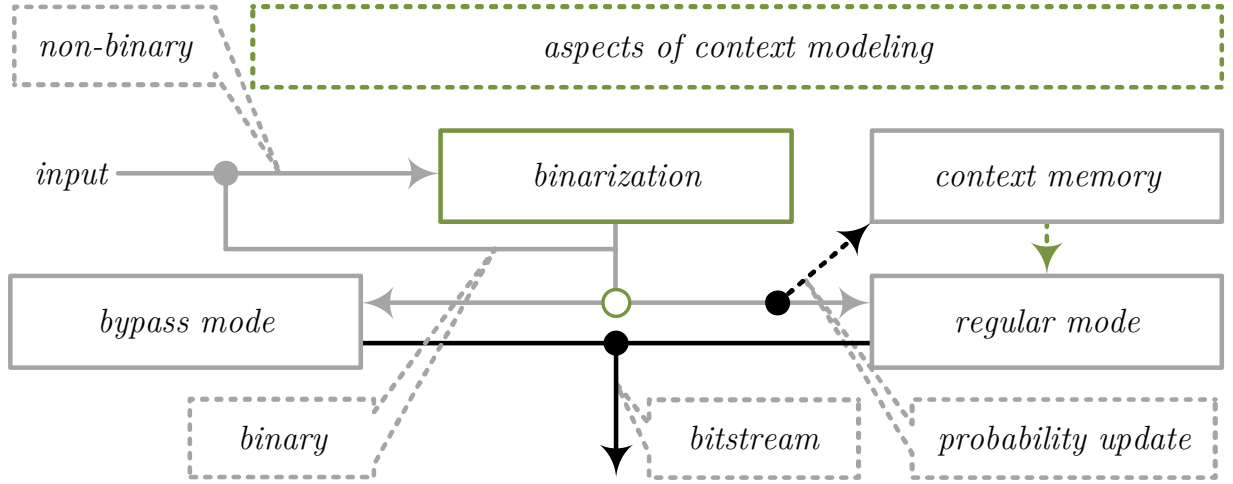 non-binary
aspects of context modeling
input
binarization
context memory
bypass mode
regular mode
binary
bitstream
probability update